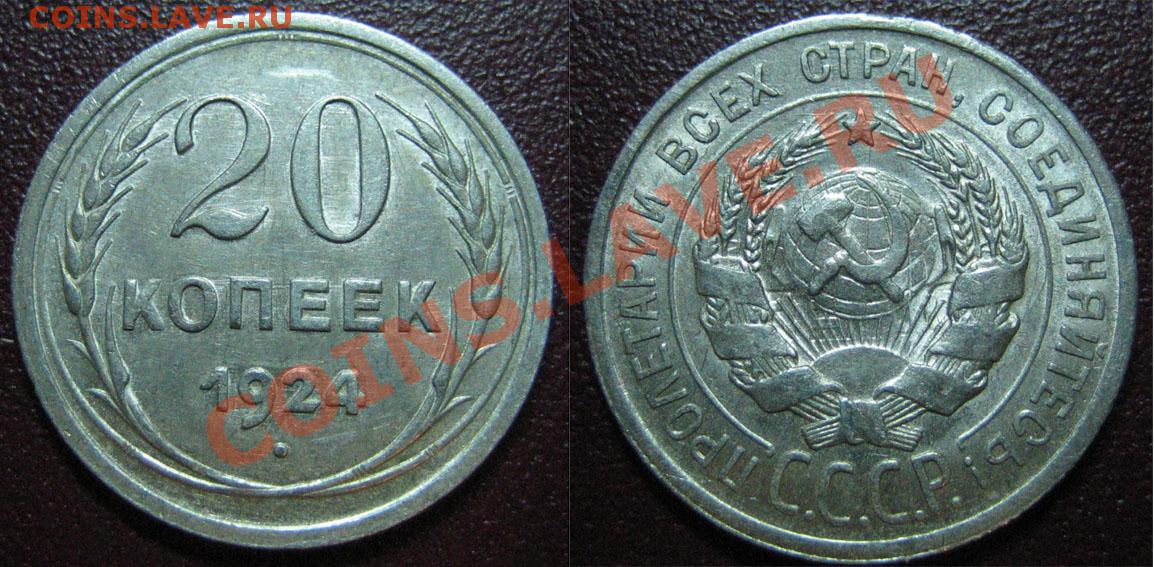 COINS.LAVE.RU
20
КОПЕЕК
1924
COINS.LAVE.RU
ПРОЛЕТАРИИ ВСЕХ СТРАН, СОЕДИНЯЙТЕСЬ!
С.С.С.Р.